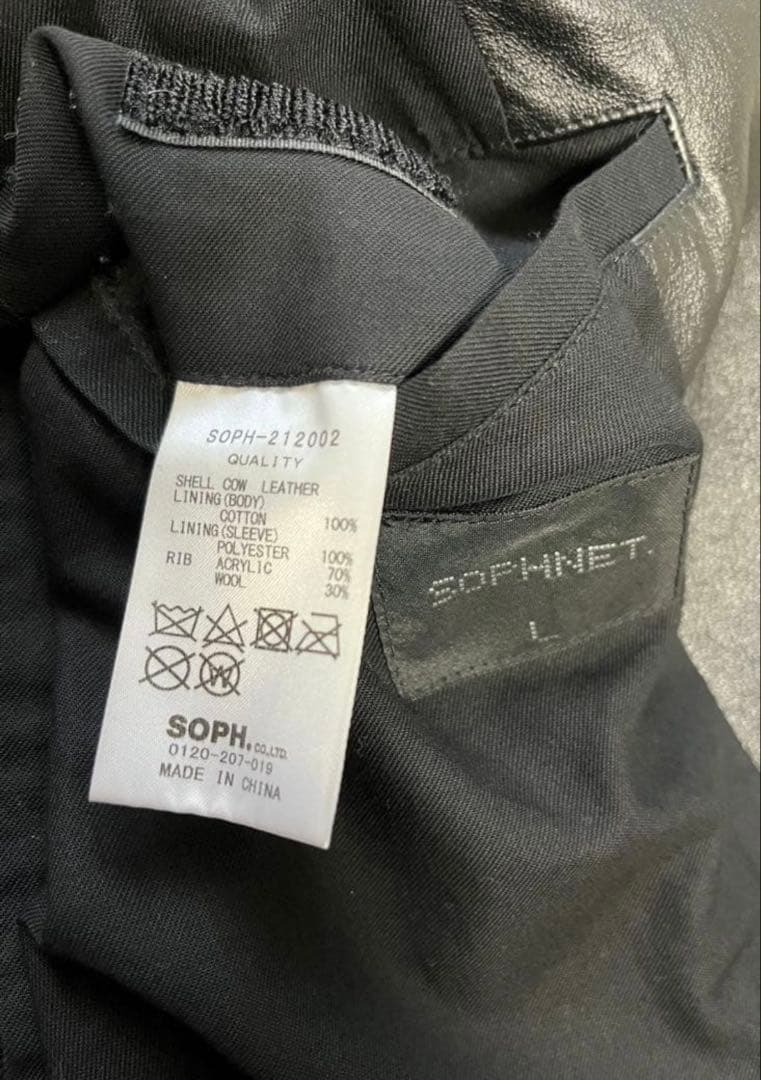 SOPH-212002
QUALITY
SHELL COW LEATHER
LINING(BODY)
COTTON 100%
LINING(SLEEVE)
POLYESTER 100%
RIB ACRYLIC 70%
WOOL 30%
W
SOPH. CO.,LTD.
0120-207-019
MADE IN CHINA
SOPHNET.
L